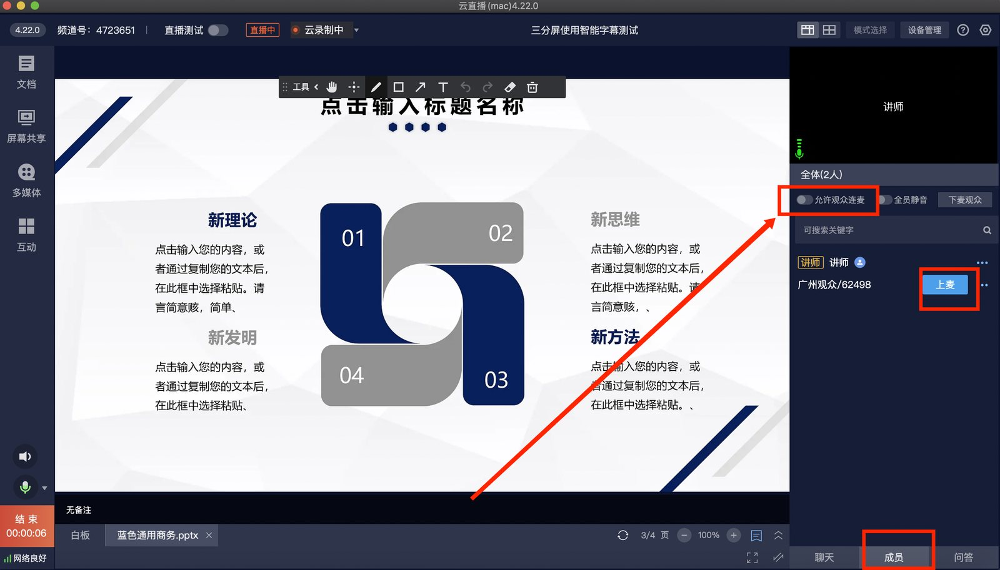 云直播(mac)4.22.0
4.22.0
频道号：4723651
直播测试
直播中
云录制中
三分屏使用智能字幕测试
模式选择
设备管理
文档
屏幕共享
多媒体
互动
工具
点击输入标题名称
新理论
点击输入您的内容，或
者通过复制您的文本后，
在此框中选择粘贴。请
言简意赅，简单、
新发明
点击输入您的内容，或
者通过复制您的文本后，
在此框中选择粘贴、
01
02
03
04
新思维
点击输入您的内容，或
者通过复制您的文本后，
在此框中选择粘贴。请
言简意赅，、
新方法
点击输入您的内容，或
者通过复制您的文本后，
在此框中选择粘贴。、
讲师
全体(2人)
允许观众连麦
全员静音
下麦观众
可搜索关键字
讲师 讲师
广州观众/62498
上麦
结 束
00:00:06
网络良好
无备注
白板
蓝色通用商务.pptx
3/4 页
100%
聊天
成员
问答